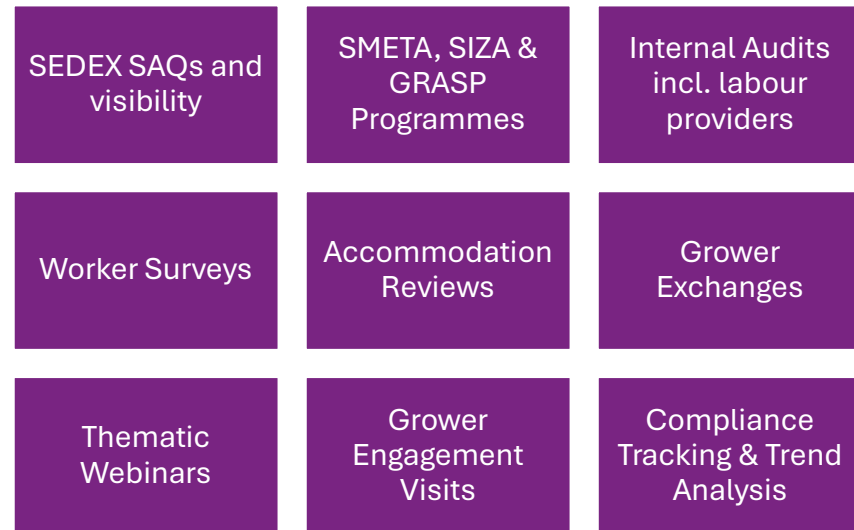 SEDEX SAQs and
visibility
SMETA, SIZA &
GRASP
Programmes
Internal Audits
incl. labour
providers
Worker Surveys
Accommodation
Reviews
Grower
Exchanges
Thematic
Webinars
Grower
Engagement
Visits
Compliance
Tracking & Trend
Analysis